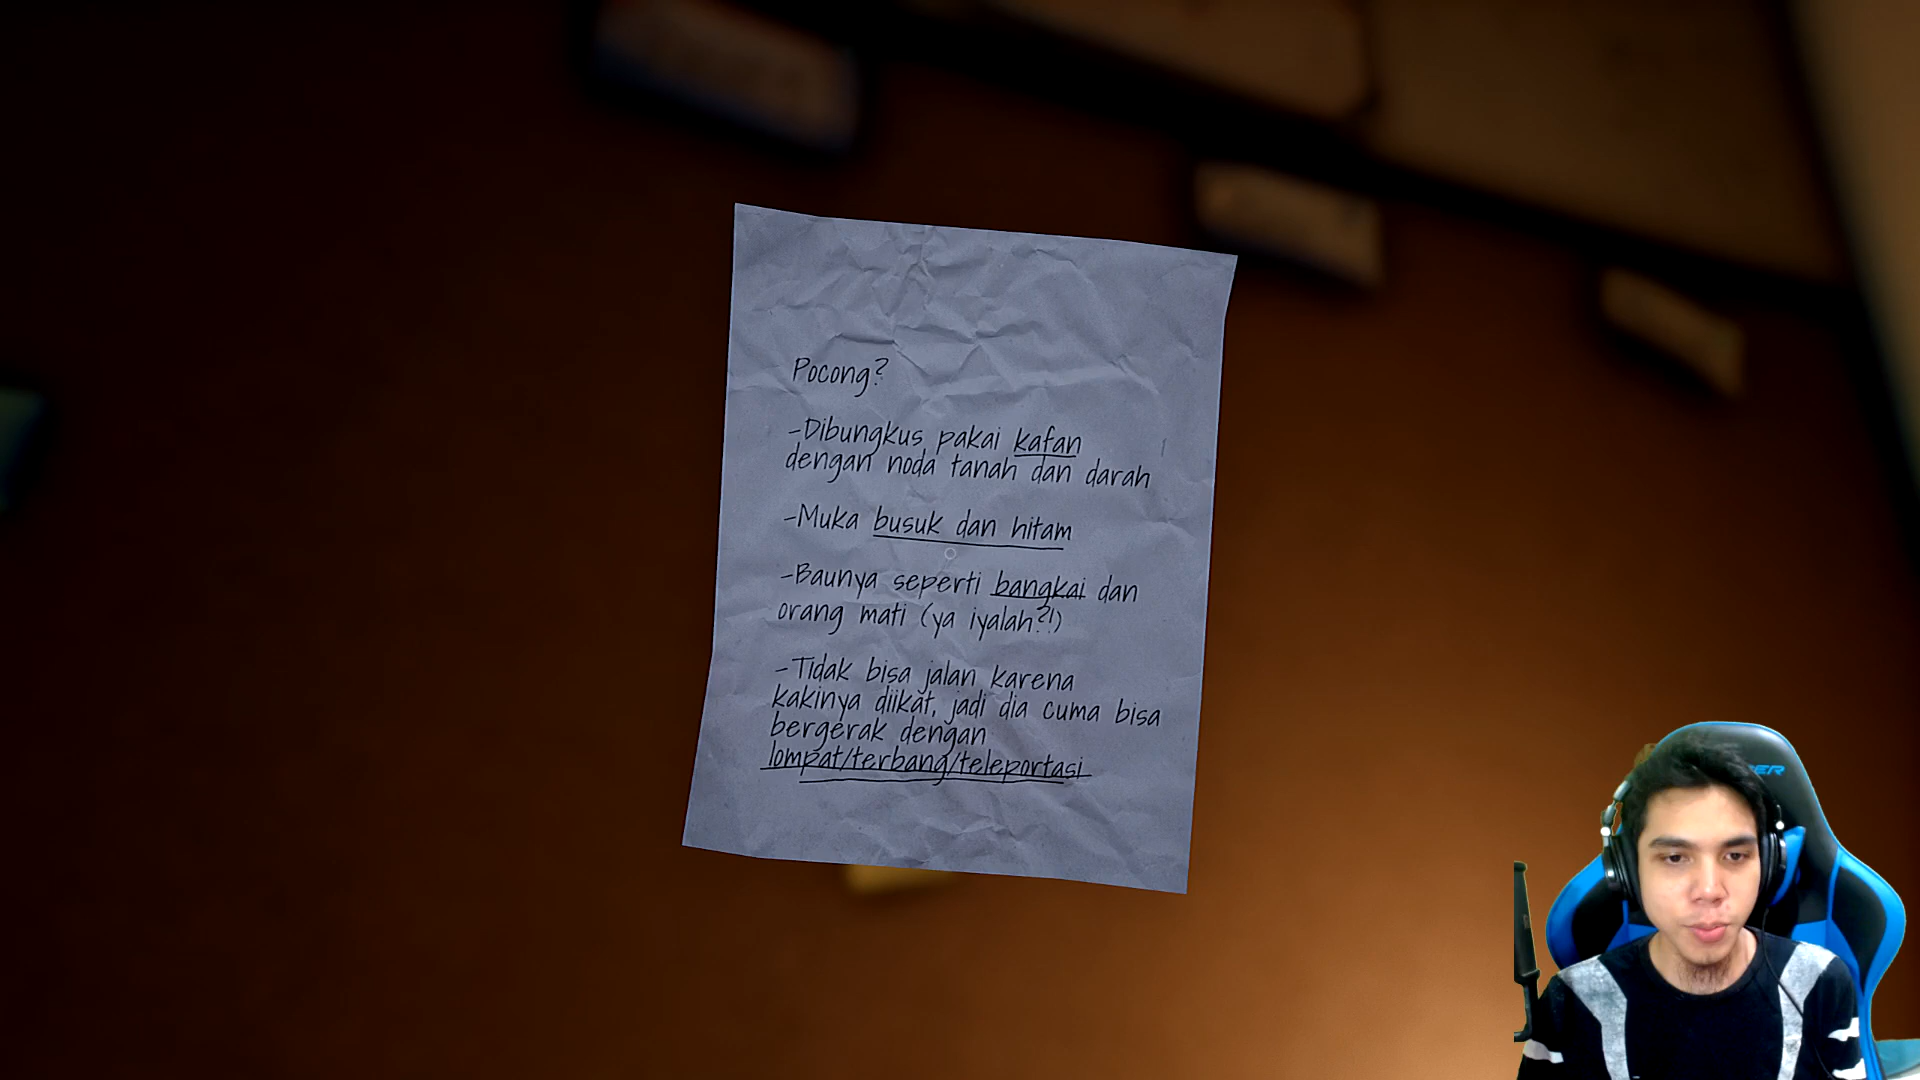 Pocong?
-Dibungkus pakai kafan
dengan noda tanah dan darah
-Muka busuk dan hitam
-Baunya seperti bangkai dan
orang mati (ya iyalah?!)
-Tidak bisa jalan karena
kakinya diikat, jadi dia cuma bisa
bergerak dengan
lompat/terbang/teleportasi